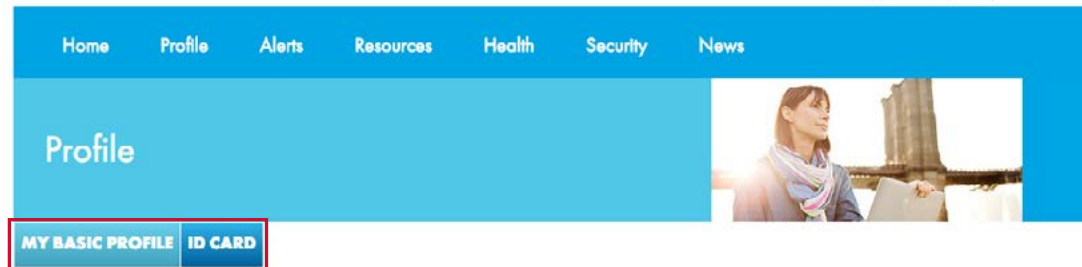 Home Profile Alerts Resources Health Security News
Profile
MY BASIC PROFILE ID CARD